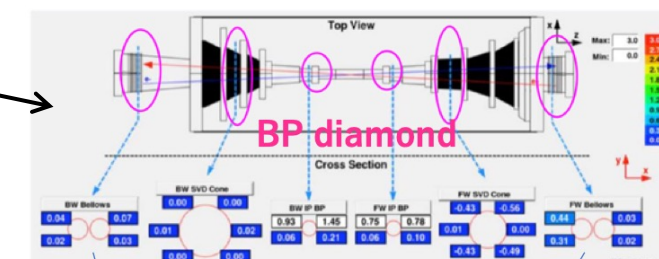 Top View
x
z
Max: 3.0
Min: 0.0
BP diamond
Cross Section
y
x
BW Bellows
BW SVD Cone
BW IP BP
FW IP BP
FW SVD Cone
FW Bellows
0.04 0.07
0.02 0.03
0.00 0.00
0.01 0.02
0.00 0.00
0.93 1.45
0.06 0.21
0.75 0.78
0.06 0.10
-0.43 -0.56
0.01 0.00
-0.43 -0.49
0.44 0.03
0.31 0.02